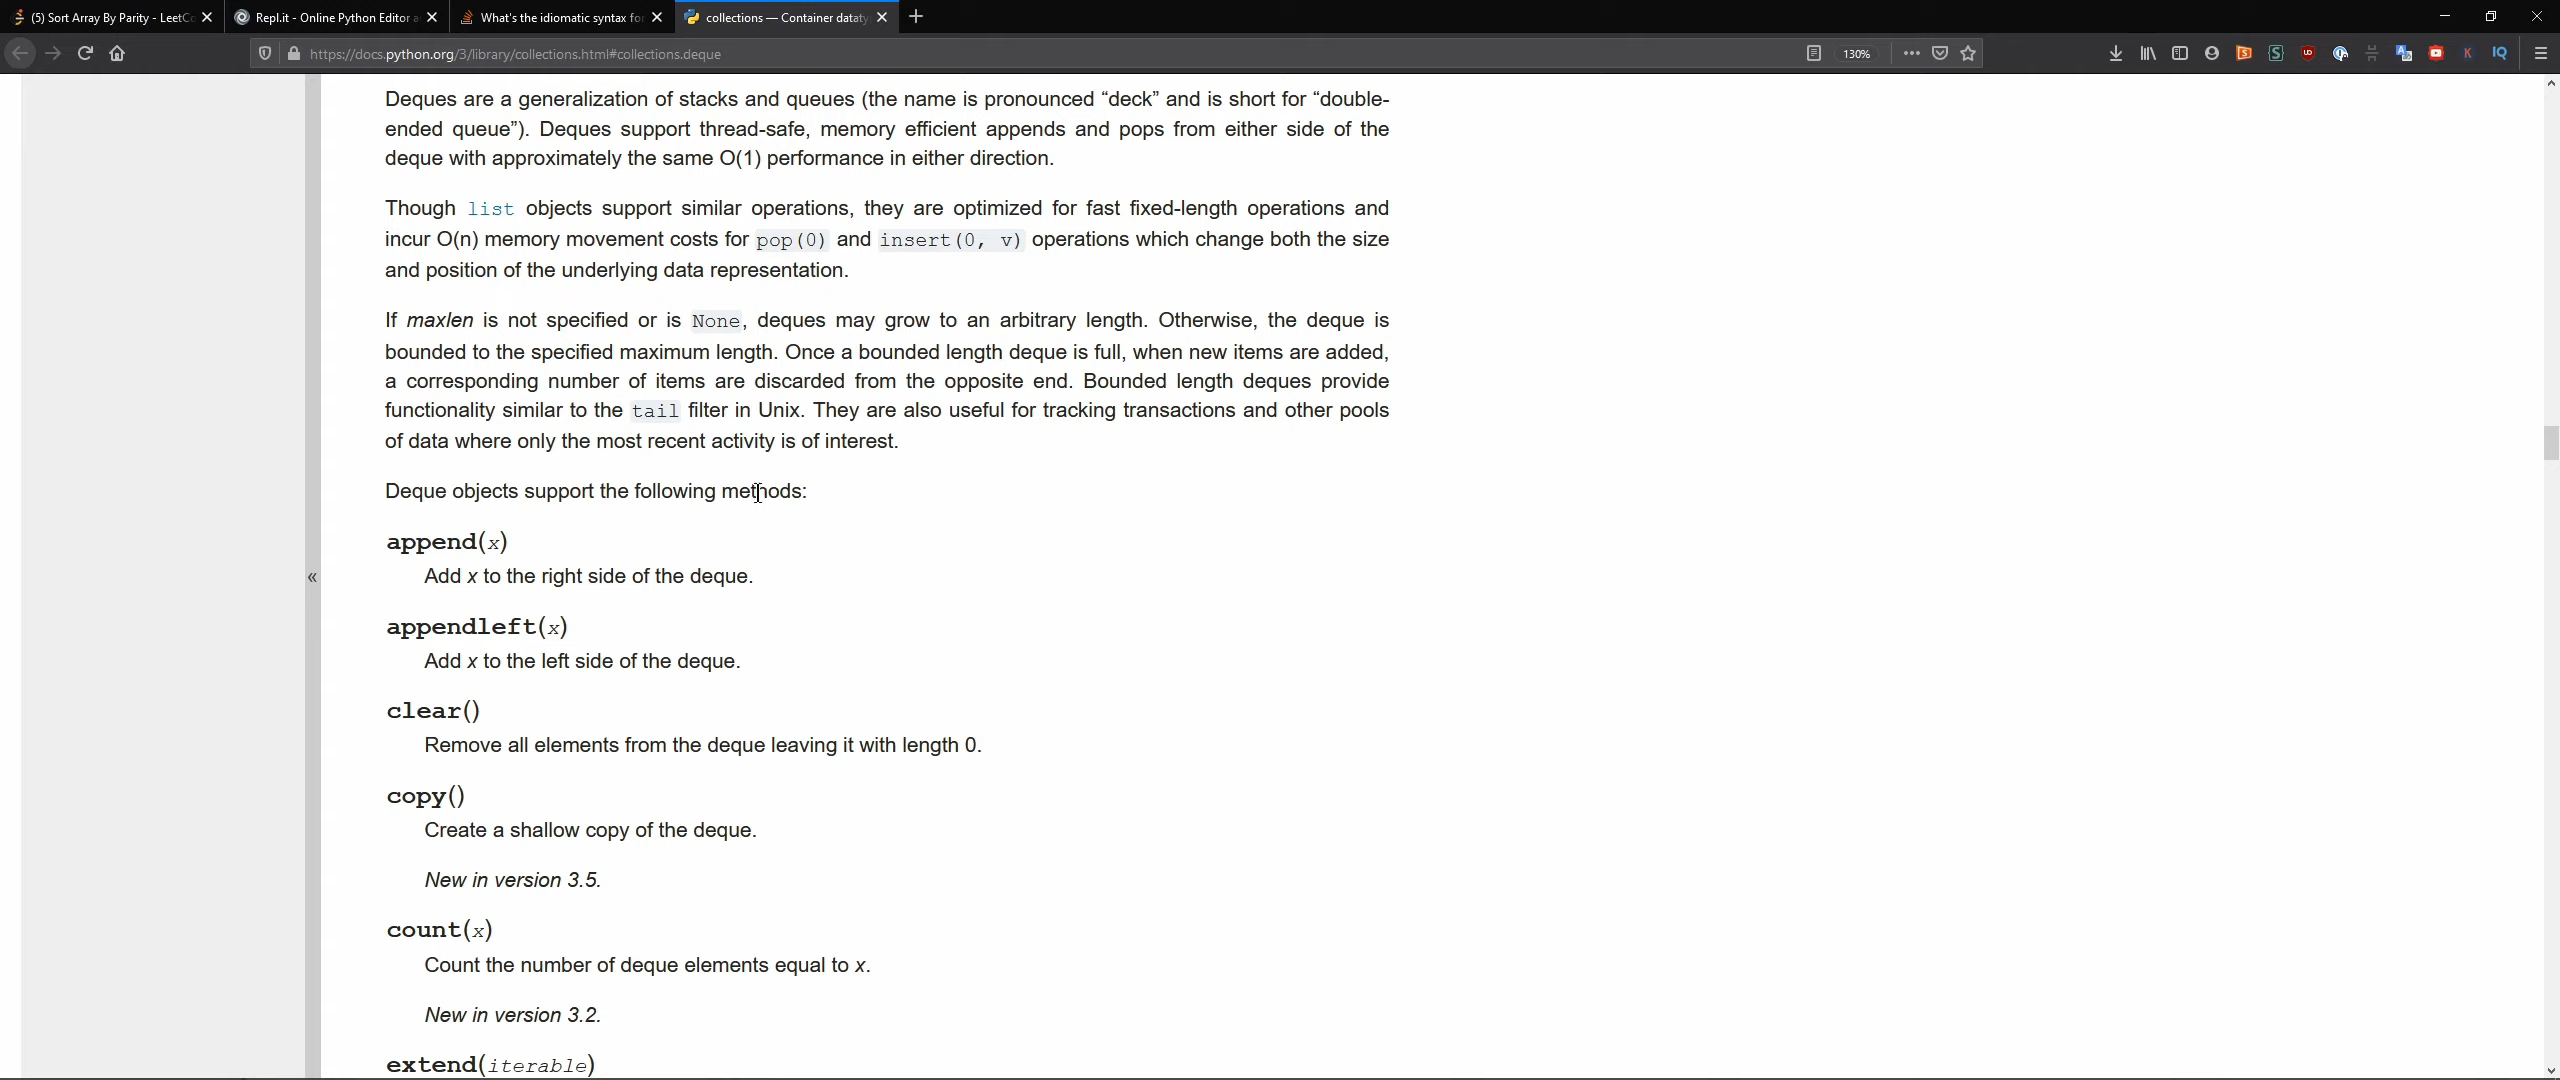 (5) Sort Array By Parity - LeetC
Repl.it - Online Python Editor a
What's the idiomatic syntax for
collections — Container dataty
https://docs.python.org/3/library/collections.html#collections.deque
130%
Deques are a generalization of stacks and queues (the name is pronounced “deck” and is short for “double-
ended queue”). Deques support thread-safe, memory efficient appends and pops from either side of the
deque with approximately the same O(1) performance in either direction.
Though list objects support similar operations, they are optimized for fast fixed-length operations and
incur O(n) memory movement costs for pop(0) and insert(0, v) operations which change both the size
and position of the underlying data representation.
If maxlen is not specified or is None, deques may grow to an arbitrary length. Otherwise, the deque is
bounded to the specified maximum length. Once a bounded length deque is full, when new items are added,
a corresponding number of items are discarded from the opposite end. Bounded length deques provide
functionality similar to the tail filter in Unix. They are also useful for tracking transactions and other pools
of data where only the most recent activity is of interest.
Deque objects support the following methods:
append(x)
Add x to the right side of the deque.
appendleft(x)
Add x to the left side of the deque.
clear()
Remove all elements from the deque leaving it with length 0.
copy()
Create a shallow copy of the deque.
New in version 3.5.
count(x)
Count the number of deque elements equal to x.
New in version 3.2.
extend(iterable)